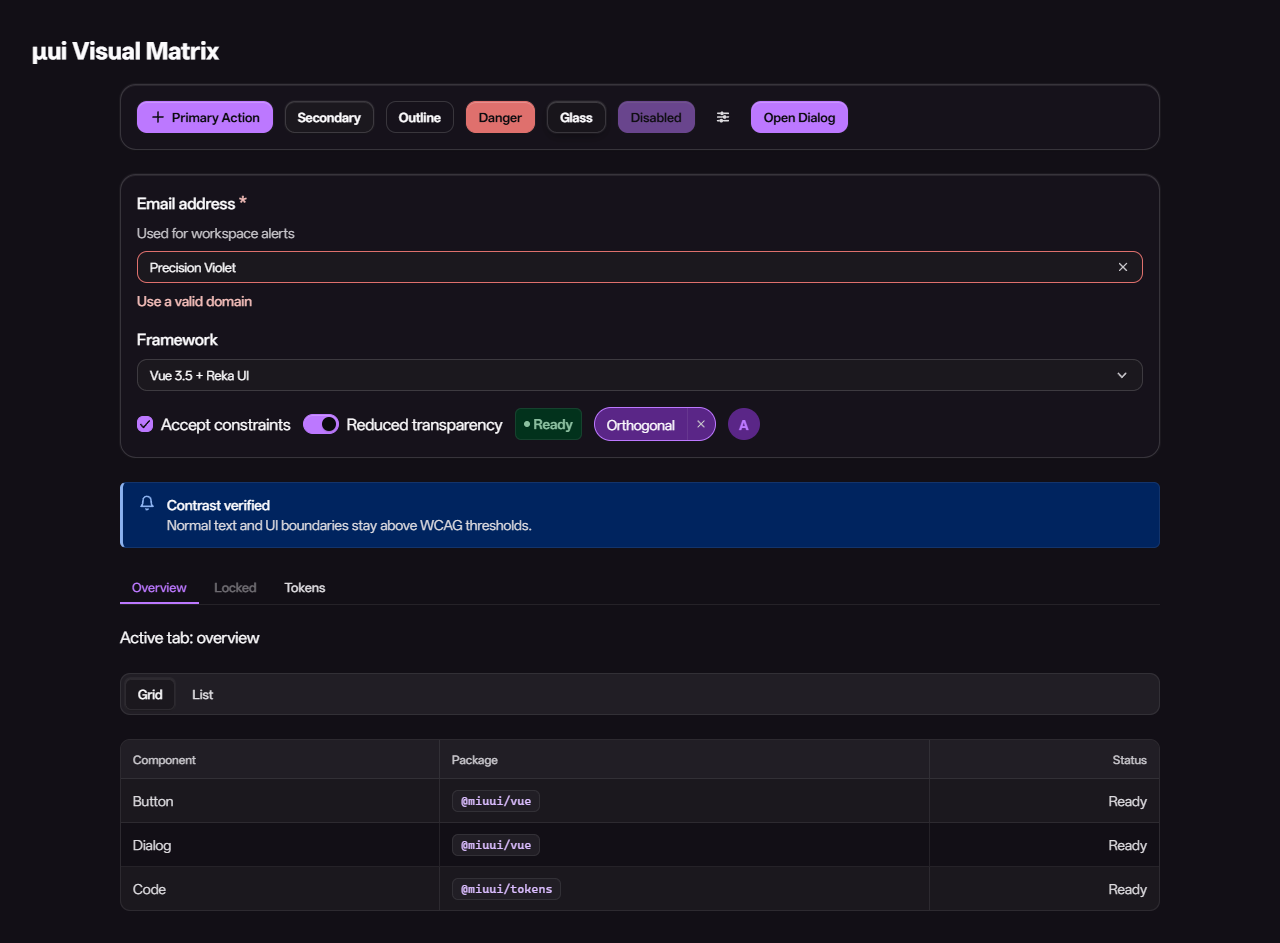 µui Visual Matrix
Primary Action Secondary Outline Danger Glass Disabled Open Dialog
Email address *
Used for workspace alerts
Precision Violet
Use a valid domain
Framework
Vue 3.5 + Reka UI
Accept constraints Reduced transparency Ready Orthogonal A
Contrast verified
Normal text and UI boundaries stay above WCAG thresholds.
Overview Locked Tokens
Active tab: overview
Grid List
Component Package Status
Button @miuui/vue Ready
Dialog @miuui/vue Ready
Code @miuui/tokens Ready